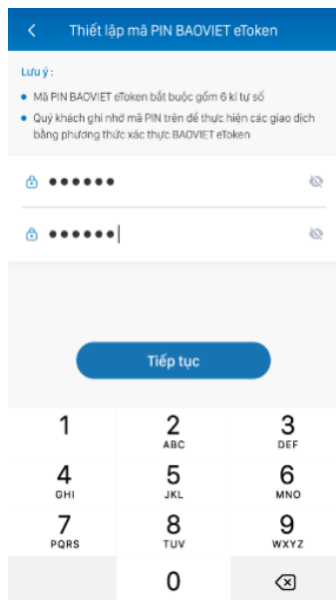 Thiết lập mã PIN BAOVIET eToken
Lưu ý :
Mã PIN BAOVIET eToken bắt buộc gồm 6 kí tự số
Quý khách ghi nhớ mã PIN trên để thực hiện các giao dịch
bằng phương thức xác thực BAOVIET eToken
Tiếp tục
1 2 3
ABC DEF
4 5 6
GHI JKL MNO
7 8 9
PQRS TUV WXYZ
0